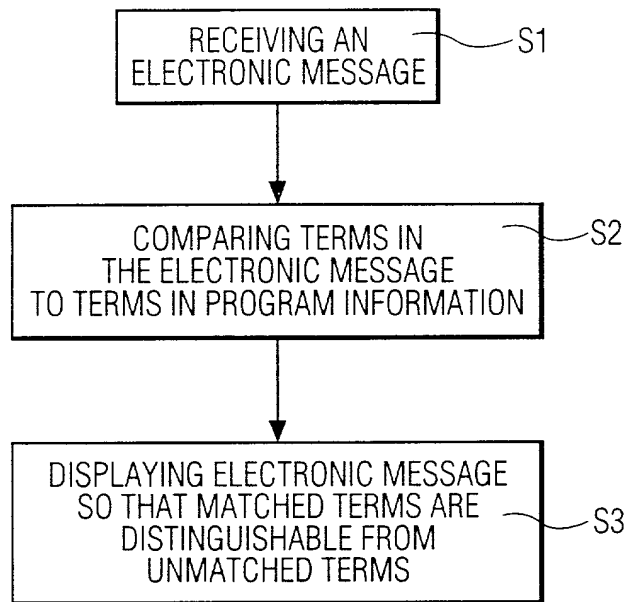 RECEIVING AN
ELECTRONIC MESSAGE
S1
COMPARING TERMS IN
THE ELECTRONIC MESSAGE
TO TERMS IN PROGRAM INFORMATION
S2
DISPLAYING ELECTRONIC MESSAGE
SO THAT MATCHED TERMS ARE
DISTINGUISHABLE FROM
UNMATCHED TERMS
S3